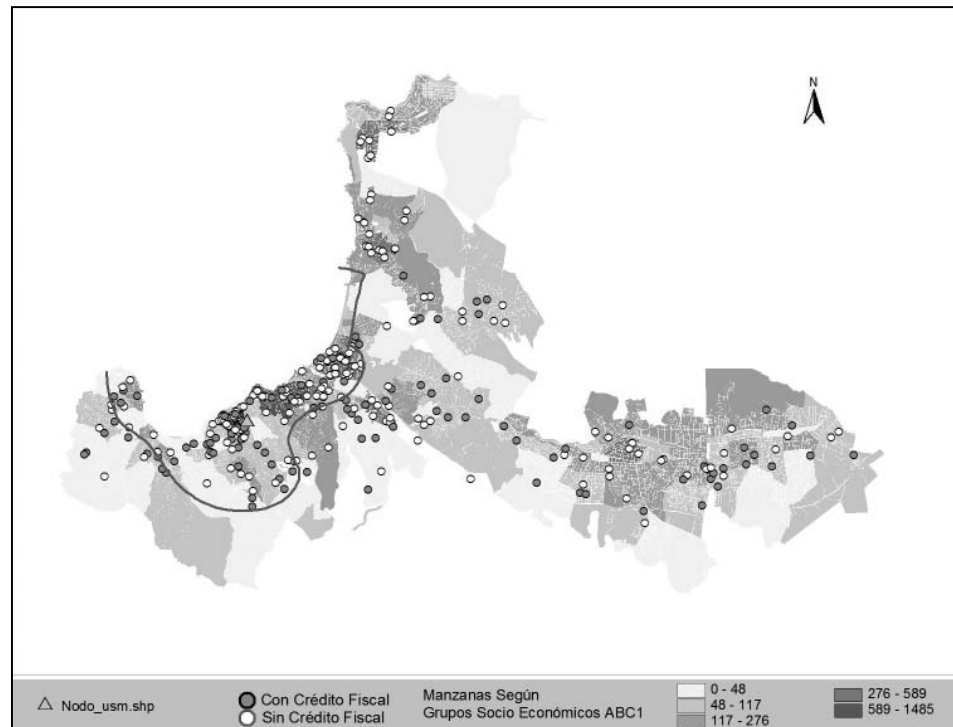 N
Nodo_usm.shp
Con Crédito Fiscal
Sin Crédito Fiscal
Manzanas Según
Grupos Socio Económicos ABC1
0 - 48
48 - 117
117 - 276
276 - 589
589 - 1485